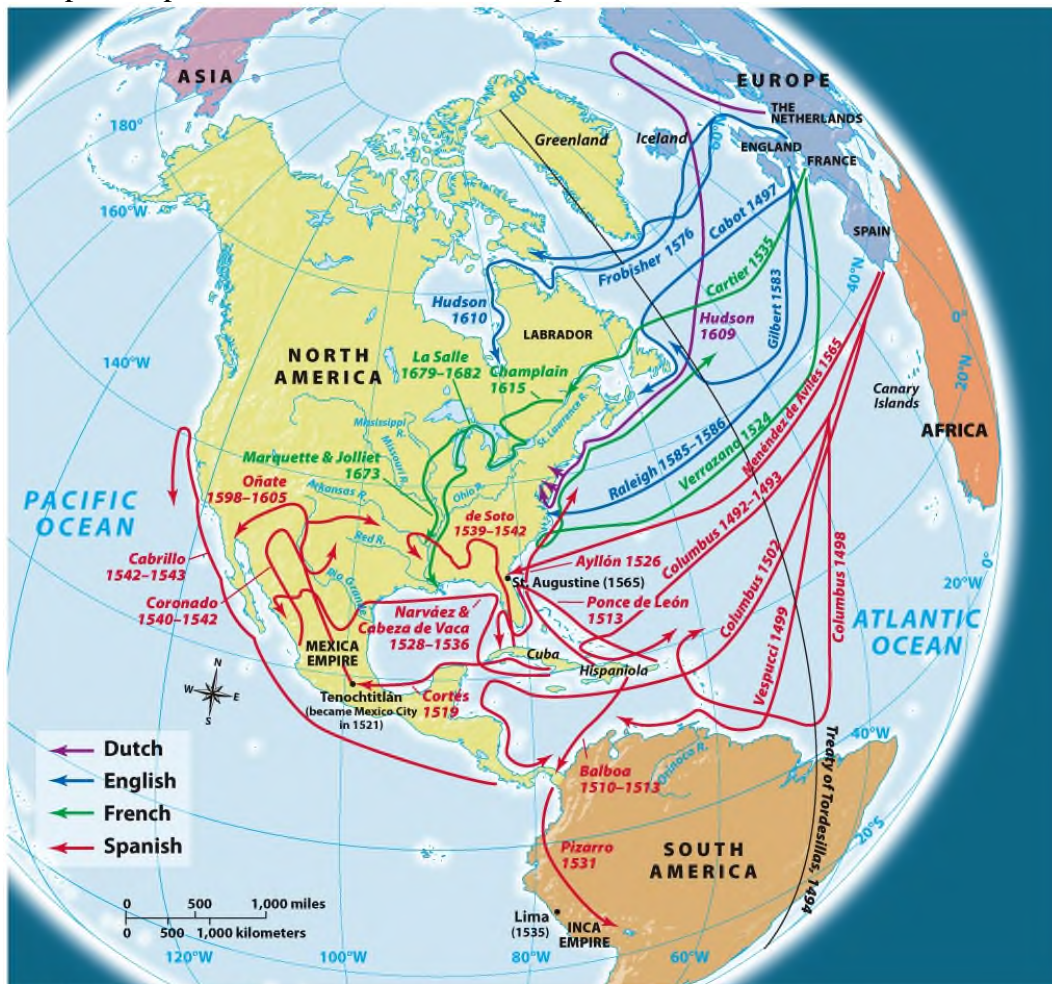 ASIA
EUROPE
THE
NETHERLANDS
ENGLAND
FRANCE
SPAIN
Greenland
Iceland
80°
60°N
180°
160°W
140°W
120°W
100°W
80°W
60°W
40°W
20°W
0°
40°N
20°N
0°
20°S
Cabot 1497
Frobisher 1576
Cartier 1535
Gilbert 1583
Hudson
1610
LABRADOR
Hudson
1609
NORTH
AMERICA
La Salle
1679–1682
Champlain
1615
St. Lawrence R.
Mississippi
R.
Missouri R.
Marquette & Jolliet
1673
Ohio R.
Arkansas R.
Red R.
Rio Grande
Menéndez de Avilés 1565
Verrazano 1524
Raleigh 1585–1586
Canary
Islands
AFRICA
PACIFIC
OCEAN
Oñate
1598–1605
de Soto
1539–1542
Columbus 1492–1493
Columbus 1502
Columbus 1498
Vespucci 1499
Cabrillo
1542–1543
Coronado
1540–1542
Ayllón 1526
St. Augustine (1565)
Ponce de León
1513
Narváez &
Cabeza de Vaca
1528–1536
ATLANTIC
OCEAN
MEXICA
EMPIRE
Cuba
Hispaniola
N
W
E
S
Tenochtitlán
(became Mexico City
in 1521)
Cortés
1519
Treaty of Tordesillas, 1494
Orinoco R.
Balboa
1510–1513
Dutch
English
French
Spanish
Pizarro
1531
SOUTH
AMERICA
Lima
(1535)
INCA
EMPIRE
0 500 1,000 miles
0 500 1,000 kilometers